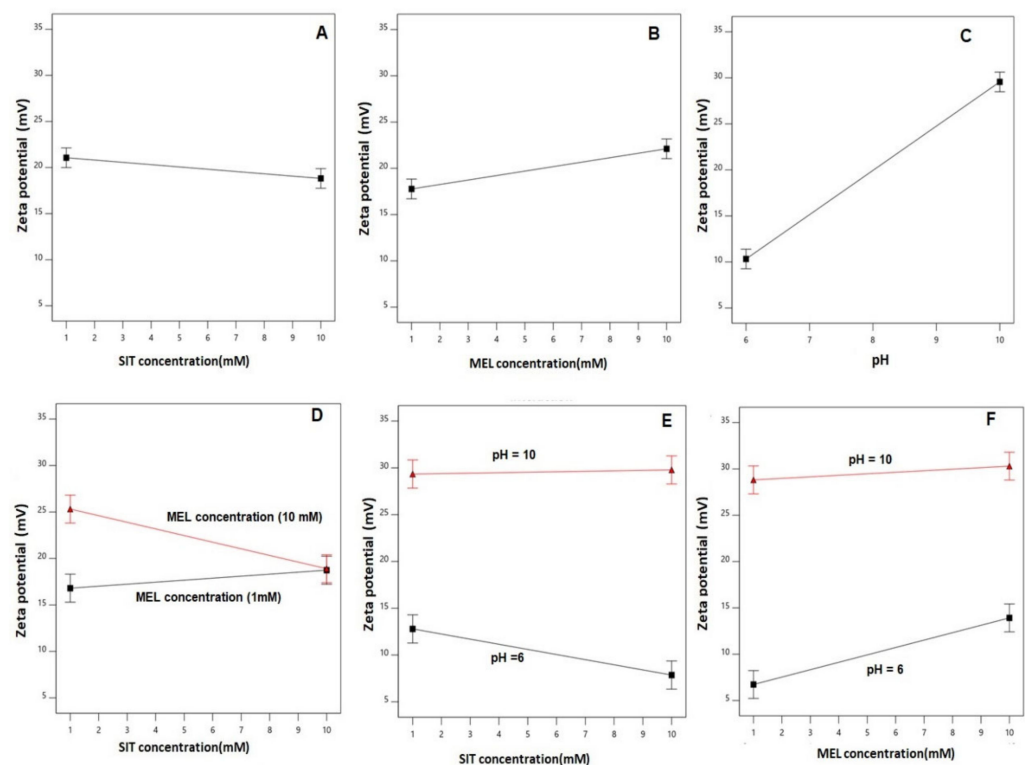 A
35
30
25
20
15
10
5
Zeta potential (mV)
1 2 3 4 5 6 7 8 9 10
SIT concentration(mM)
B
35
30
25
20
15
10
5
Zeta potential (mV)
1 2 3 4 5 6 7 8 9 10
MEL concentration(mM)
C
35
30
25
20
15
10
5
Zeta potential (mV)
6 7 8 9 10
pH
D
35
30
25
20
15
10
5
Zeta potential (mV)
MEL concentration (10 mM)
MEL concentration (1mM)
1 2 3 4 5 6 7 8 9 10
SIT concentration(mM)
E
35
30
25
20
15
10
5
Zeta potential (mV)
pH = 10
pH =6
1 2 3 4 5 6 7 8 9 10
SIT concentration(mM)
F
35
30
25
20
15
10
5
Zeta potential (mV)
pH = 10
pH = 6
1 2 3 4 5 6 7 8 9 10
MEL concentration(mM)